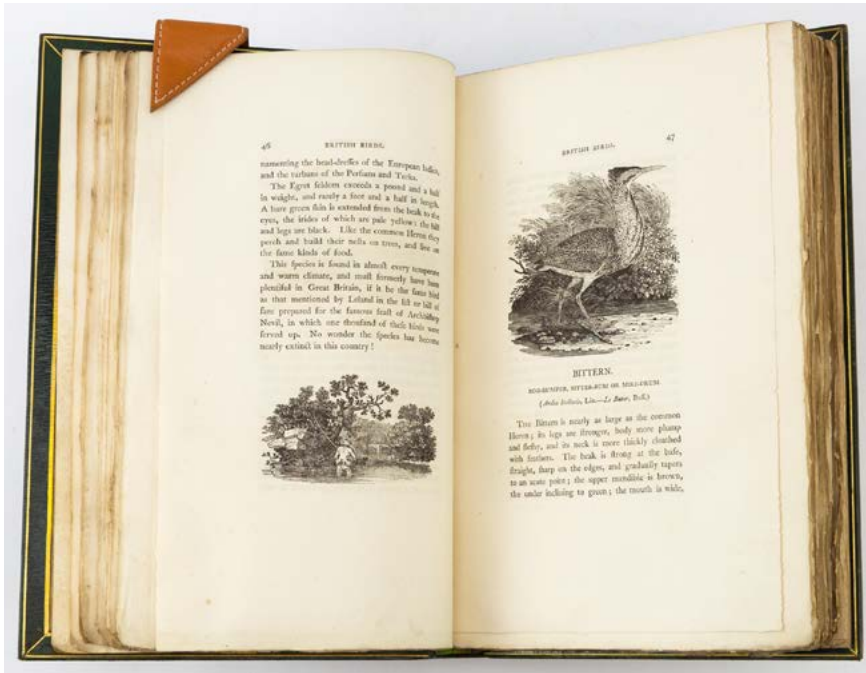 46 BRITISH BIRDS.
namenting the head-dreſſes of the European ladies,
and the turbans of the Perſians and Turks.
The Egret ſeldom exceeds a pound and a half
in weight, and rarely a foot and a half in length.
A bare green ſkin is extended from the beak to the
eyes, the irides of which are pale yellow: the bill
and legs are black. Like the common Heron they
perch and build their neſts on trees, and live on
the ſame kinds of food.
This ſpecies is found in almoſt every temperate
and warm climate, and muſt formerly have been
plentiful in Great Britain, if it be the ſame bird
as that mentioned by Leland in the liſt or bill of
fare prepared for the famous feaſt of Archbiſhop
Nevil, in which one thouſand of theſe birds were
ſerved up. No wonder the ſpecies has become
nearly extinct in this country!
BRITISH BIRDS. 47
BITTERN.
BOG-BUMPER, BITTER-BUM OR MIRE-DRUM.
(Ardea Stellaris, Lin.—Le Butor, Buff.)
The Bittern is nearly as large as the common
Heron; its legs are ſtronger, body more plump
and fleſhy, and its neck is more thickly cloathed
with feathers. The beak is ſtrong at the baſe,
ſtraight, ſharp on the edges, and gradually tapers
to an acute point; the upper mandible is brown,
the under inclining to green; the mouth is wide,